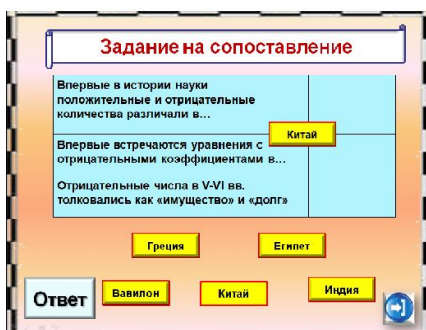 Задание на сопоставление
Впервые в истории науки
положительные и отрицательные
количества различали в...
Китай
Впервые встречаются уравнения с
отрицательными коэффициентами в...
Отрицательные числа в V-VI вв.
толковались как «имущество» и «долг»
Греция
Египет
Ответ
Вавилон
Китай
Индия